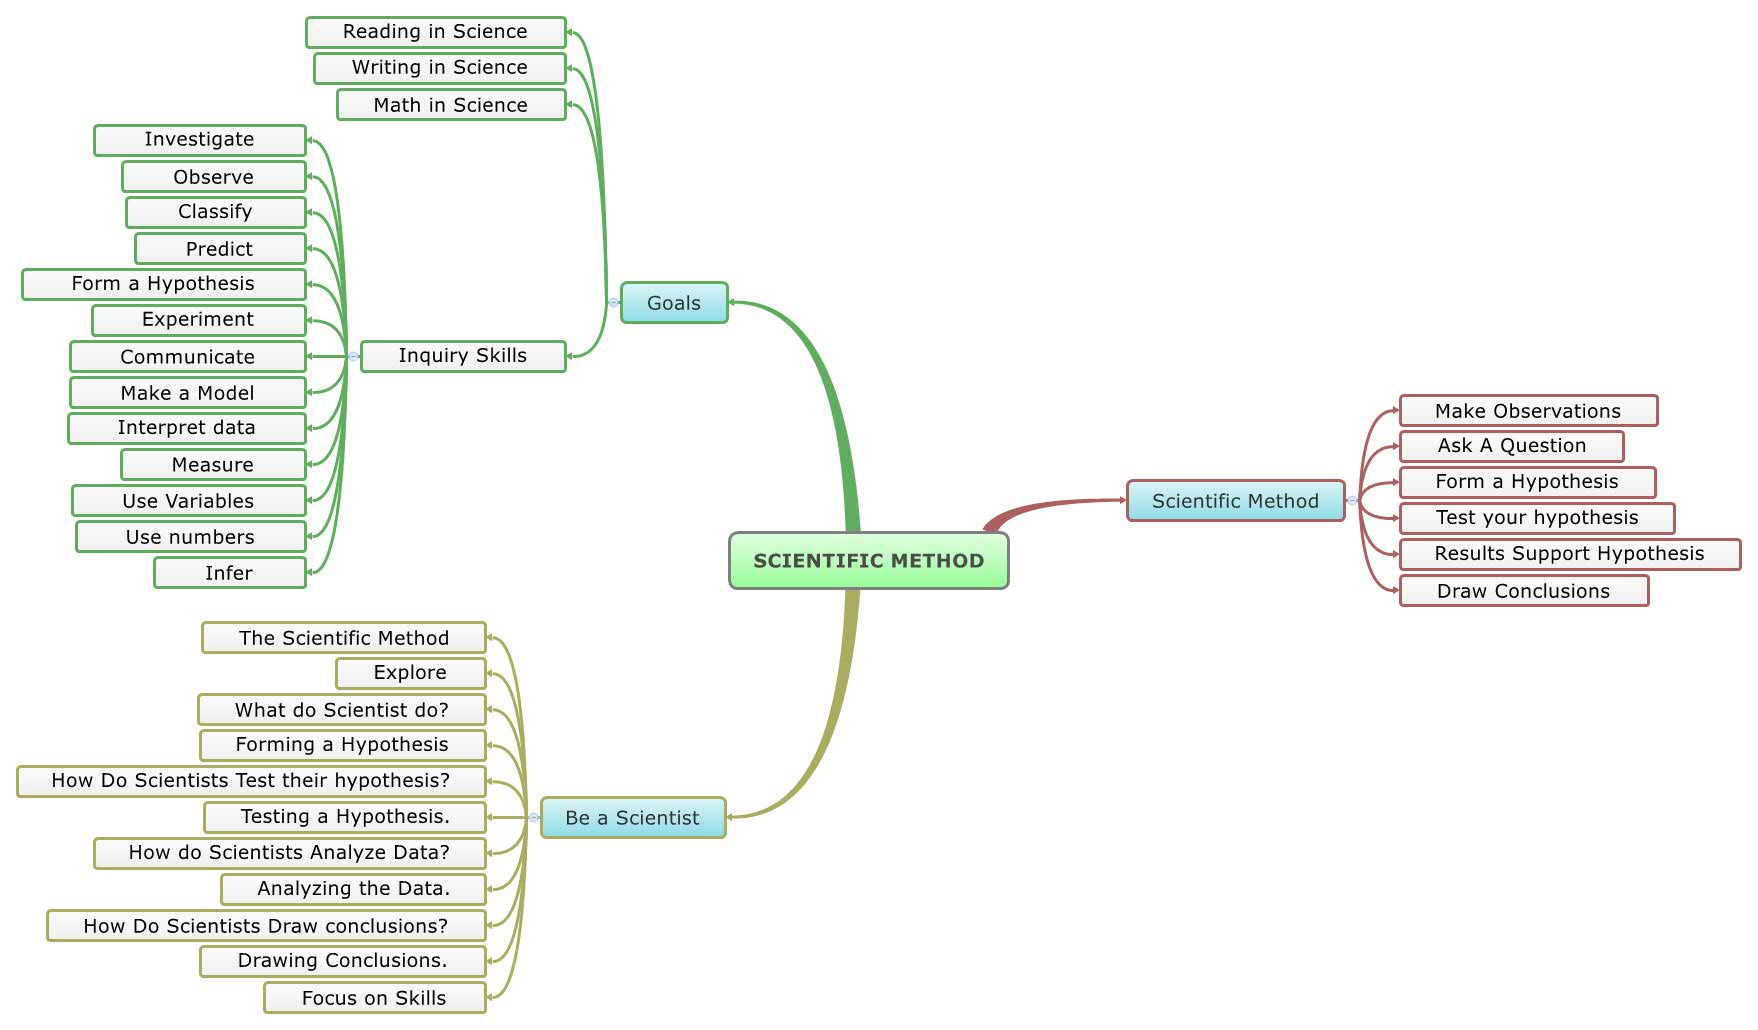 Reading in Science
Writing in Science
Math in Science
Investigate
Observe
Classify
Predict
Form a Hypothesis
Experiment
Communicate
Make a Model
Interpret data
Measure
Use Variables
Use numbers
Infer
Inquiry Skills
Goals
SCIENTIFIC METHOD
Scientific Method
Make Observations
Ask A Question
Form a Hypothesis
Test your hypothesis
Results Support Hypothesis
Draw Conclusions
The Scientific Method
Explore
What do Scientist do?
Forming a Hypothesis
How Do Scientists Test their hypothesis?
Testing a Hypothesis.
How do Scientists Analyze Data?
Analyzing the Data.
How Do Scientists Draw conclusions?
Drawing Conclusions.
Focus on Skills
Be a Scientist